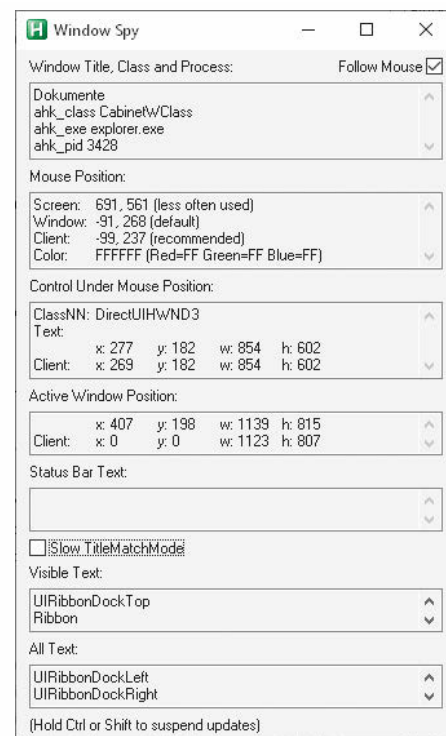 Window Spy
Window Title, Class and Process: Follow Mouse
Dokumente
ahk_class CabinetWClass
ahk_exe explorer.exe
ahk_pid 3428
Mouse Position:
Screen: 691, 561 (less often used)
Window: -91, 268 (default)
Client: -99, 237 (recommended)
Color: FFFFFF (Red=FF Green=FF Blue=FF)
Control Under Mouse Position:
ClassNN: DirectUIHWND3
Text:
x: 277 y: 182 w: 854 h: 602
Client: x: 269 y: 182 w: 854 h: 602
Active Window Position:
x: 407 y: 198 w: 1139 h: 815
Client: x: 0 y: 0 w: 1123 h: 807
Status Bar Text:
Slow TitleMatchMode
Visible Text:
UIRibbonDockTop
Ribbon
All Text:
UIRibbonDockLeft
UIRibbonDockRight
(Hold Ctrl or Shift to suspend updates)